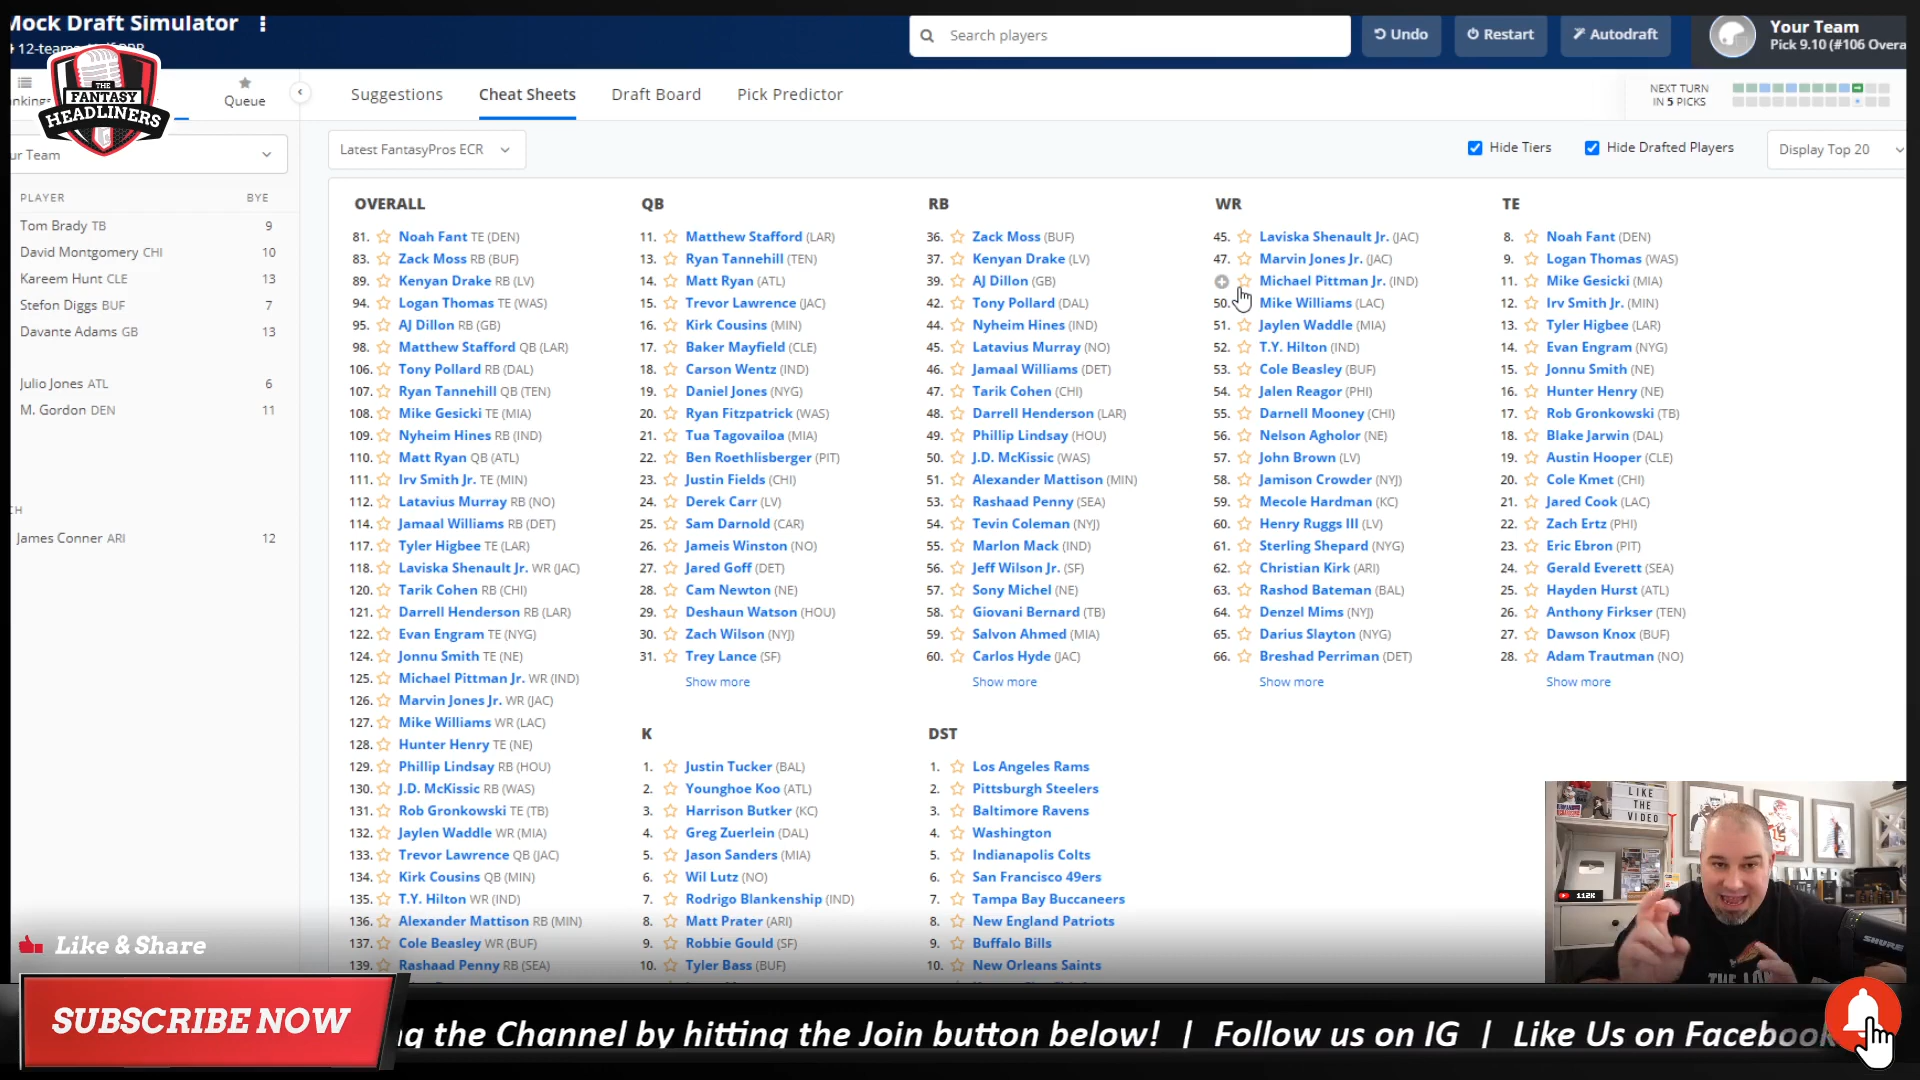 Mock Draft Simulator
12-team
Search players
Undo
Restart
Autodraft
Your Team
Pick 9.10 (#106 Overa
THE
FANTASY
HEADLINERS
Queue
Suggestions
Cheat Sheets
Draft Board
Pick Predictor
NEXT TURN
IN 5 PICKS
ur Team
Latest FantasyPros ECR
Hide Tiers
Hide Drafted Players
Display Top 20
PLAYER BYE
Tom Brady TB 9
David Montgomery CHI 10
Kareem Hunt CLE 13
Stefon Diggs BUF 7
Davante Adams GB 13
Julio Jones ATL 6
M. Gordon DEN 11
CH
James Conner ARI 12
OVERALL
81. Noah Fant TE (DEN)
83. Zack Moss RB (BUF)
89. Kenyan Drake RB (LV)
94. Logan Thomas TE (WAS)
95. AJ Dillon RB (GB)
98. Matthew Stafford QB (LAR)
106. Tony Pollard RB (DAL)
107. Ryan Tannehill QB (TEN)
108. Mike Gesicki TE (MIA)
109. Nyheim Hines RB (IND)
110. Matt Ryan QB (ATL)
111. Irv Smith Jr. TE (MIN)
112. Latavius Murray RB (NO)
114. Jamaal Williams RB (DET)
117. Tyler Higbee TE (LAR)
118. Laviska Shenault Jr. WR (JAC)
120. Tarik Cohen RB (CHI)
121. Darrell Henderson RB (LAR)
122. Evan Engram TE (NYG)
124. Jonnu Smith TE (NE)
125. Michael Pittman Jr. WR (IND)
126. Marvin Jones Jr. WR (JAC)
127. Mike Williams WR (LAC)
128. Hunter Henry TE (NE)
129. Phillip Lindsay RB (HOU)
130. J.D. McKissic RB (WAS)
131. Rob Gronkowski TE (TB)
132. Jaylen Waddle WR (MIA)
133. Trevor Lawrence QB (JAC)
134. Kirk Cousins QB (MIN)
135. T.Y. Hilton WR (IND)
136. Alexander Mattison RB (MIN)
137. Cole Beasley WR (BUF)
139. Rashaad Penny RB (SEA)
QB
11. Matthew Stafford (LAR)
13. Ryan Tannehill (TEN)
14. Matt Ryan (ATL)
15. Trevor Lawrence (JAC)
16. Kirk Cousins (MIN)
17. Baker Mayfield (CLE)
18. Carson Wentz (IND)
19. Daniel Jones (NYG)
20. Ryan Fitzpatrick (WAS)
21. Tua Tagovailoa (MIA)
22. Ben Roethlisberger (PIT)
23. Justin Fields (CHI)
24. Derek Carr (LV)
25. Sam Darnold (CAR)
26. Jameis Winston (NO)
27. Jared Goff (DET)
28. Cam Newton (NE)
29. Deshaun Watson (HOU)
30. Zach Wilson (NYJ)
31. Trey Lance (SF)
Show more
RB
36. Zack Moss (BUF)
37. Kenyan Drake (LV)
39. AJ Dillon (GB)
42. Tony Pollard (DAL)
44. Nyheim Hines (IND)
45. Latavius Murray (NO)
46. Jamaal Williams (DET)
47. Tarik Cohen (CHI)
48. Darrell Henderson (LAR)
49. Phillip Lindsay (HOU)
50. J.D. McKissic (WAS)
51. Alexander Mattison (MIN)
53. Rashaad Penny (SEA)
54. Tevin Coleman (NYJ)
55. Marlon Mack (IND)
56. Jeff Wilson Jr. (SF)
57. Sony Michel (NE)
58. Giovani Bernard (TB)
59. Salvon Ahmed (MIA)
60. Carlos Hyde (JAC)
Show more
WR
45. Laviska Shenault Jr. (JAC)
47. Marvin Jones Jr. (JAC)
Michael Pittman Jr. (IND)
50. Mike Williams (LAC)
51. Jaylen Waddle (MIA)
52. T.Y. Hilton (IND)
53. Cole Beasley (BUF)
54. Jalen Reagor (PHI)
55. Darnell Mooney (CHI)
56. Nelson Agholor (NE)
57. John Brown (LV)
58. Jamison Crowder (NYJ)
59. Mecole Hardman (KC)
60. Henry Ruggs III (LV)
61. Sterling Shepard (NYG)
62. Christian Kirk (ARI)
63. Rashod Bateman (BAL)
64. Denzel Mims (NYJ)
65. Darius Slayton (NYG)
66. Breshad Perriman (DET)
Show more
TE
8. Noah Fant (DEN)
9. Logan Thomas (WAS)
11. Mike Gesicki (MIA)
12. Irv Smith Jr. (MIN)
13. Tyler Higbee (LAR)
14. Evan Engram (NYG)
15. Jonnu Smith (NE)
16. Hunter Henry (NE)
17. Rob Gronkowski (TB)
18. Blake Jarwin (DAL)
19. Austin Hooper (CLE)
20. Cole Kmet (CHI)
21. Jared Cook (LAC)
22. Zach Ertz (PHI)
23. Eric Ebron (PIT)
24. Gerald Everett (SEA)
25. Hayden Hurst (ATL)
26. Anthony Firkser (TEN)
27. Dawson Knox (BUF)
28. Adam Trautman (NO)
Show more
K
1. Justin Tucker (BAL)
2. Younghoe Koo (ATL)
3. Harrison Butker (KC)
4. Greg Zuerlein (DAL)
5. Jason Sanders (MIA)
6. Wil Lutz (NO)
7. Rodrigo Blankenship (IND)
8. Matt Prater (ARI)
9. Robbie Gould (SF)
10. Tyler Bass (BUF)
DST
1. Los Angeles Rams
2. Pittsburgh Steelers
3. Baltimore Ravens
4. Washington
5. Indianapolis Colts
6. San Francisco 49ers
7. Tampa Bay Buccaneers
8. New England Patriots
9. Buffalo Bills
10. New Orleans Saints
LIKE
THE
VIDEO
112K
SHURE
Like & Share
SUBSCRIBE NOW
ng the Channel by hitting the Join button below! | Follow us on IG | Like Us on Facebook